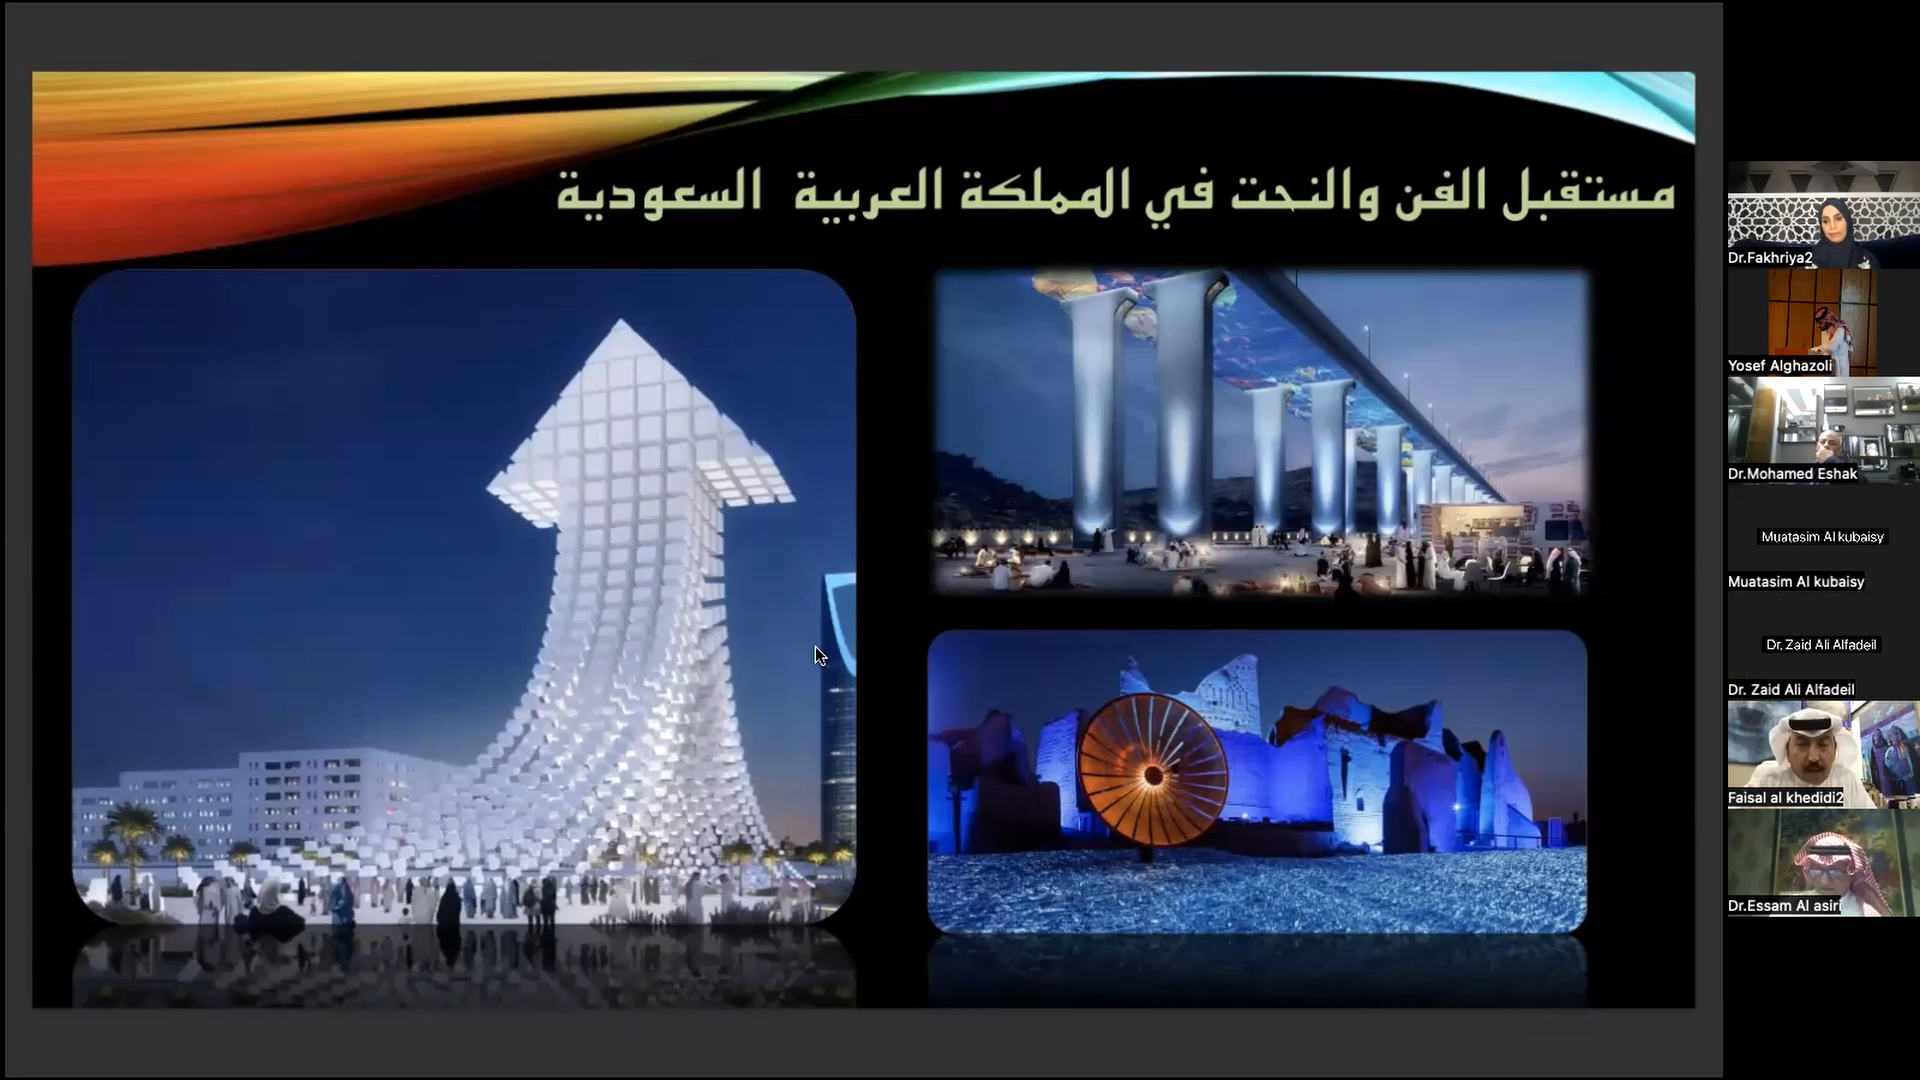 مستقبل الفن والنحت في المملكة العربية السعودية
Dr.Fakhriya2
Yosef Alghazoli
Dr.Mohamed Eshak
Muatasim Al kubaisy
Muatasim Al kubaisy
Dr. Zaid Ali Alfadeil
Dr. Zaid Ali Alfadeil
Faisal al khedidi2
Dr.Essam Al asiri